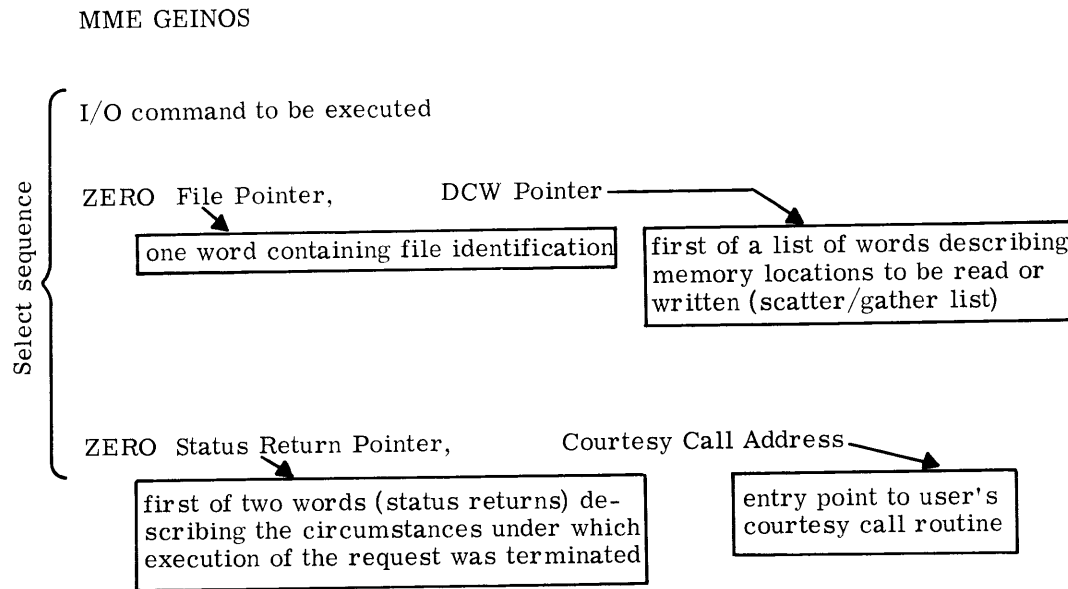 MME GEINOS
I/O command to be executed
Select sequence
ZERO File Pointer, DCW Pointer
one word containing file identification
first of a list of words describing
memory locations to be read or
written (scatter/gather list)
ZERO Status Return Pointer, Courtesy Call Address
first of two words (status returns) de-
scribing the circumstances under which
execution of the request was terminated
entry point to user's
courtesy call routine